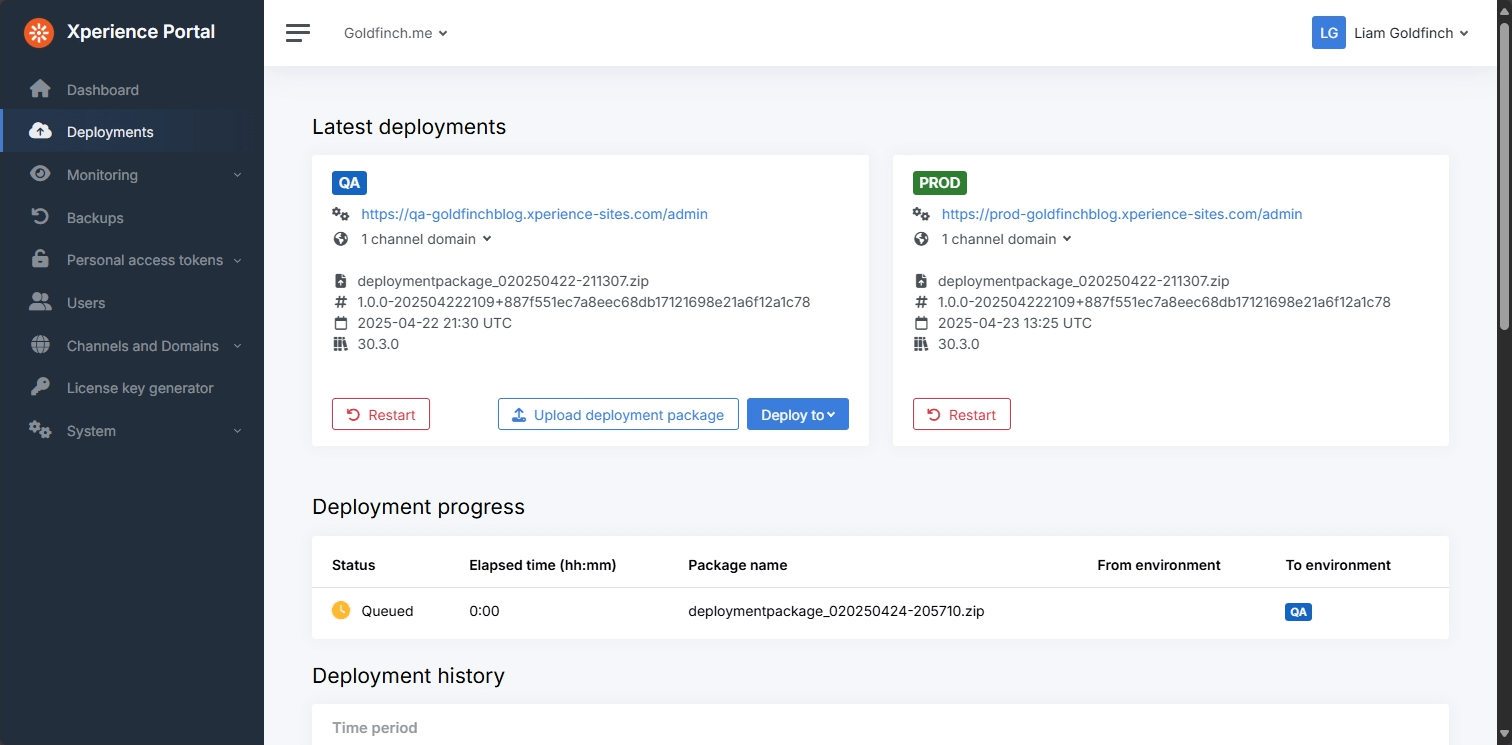 Xperience Portal
Dashboard
Deployments
Monitoring
Backups
Personal access tokens
Users
Channels and Domains
License key generator
System
Goldfinch.me
LG Liam Goldfinch
Latest deployments
QA
https://qa-goldfinchblog.xperience-sites.com/admin
1 channel domain
deploymentpackage_020250422-211307.zip
1.0.0-202504222109+887f551ec7a8eec68db17121698e21a6f12a1c78
2025-04-22 21:30 UTC
30.3.0
Restart Upload deployment package Deploy to
PROD
https://prod-goldfinchblog.xperience-sites.com/admin
1 channel domain
deploymentpackage_020250422-211307.zip
1.0.0-202504222109+887f551ec7a8eec68db17121698e21a6f12a1c78
2025-04-23 13:25 UTC
30.3.0
Restart
Deployment progress
Status Elapsed time (hh:mm) Package name From environment To environment
Queued 0:00 deploymentpackage_020250424-205710.zip QA
Deployment history
Time period